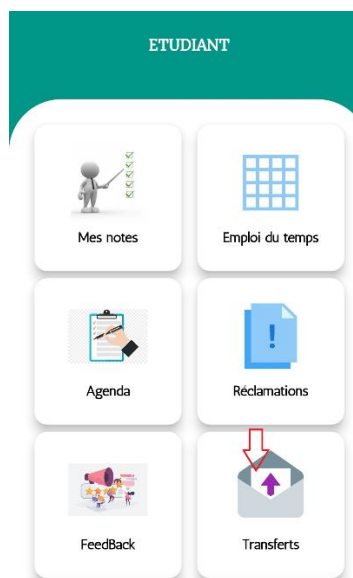 ETUDIANT
Mes notes
Emploi du temps
Agenda
Réclamations
FeedBack
Transferts